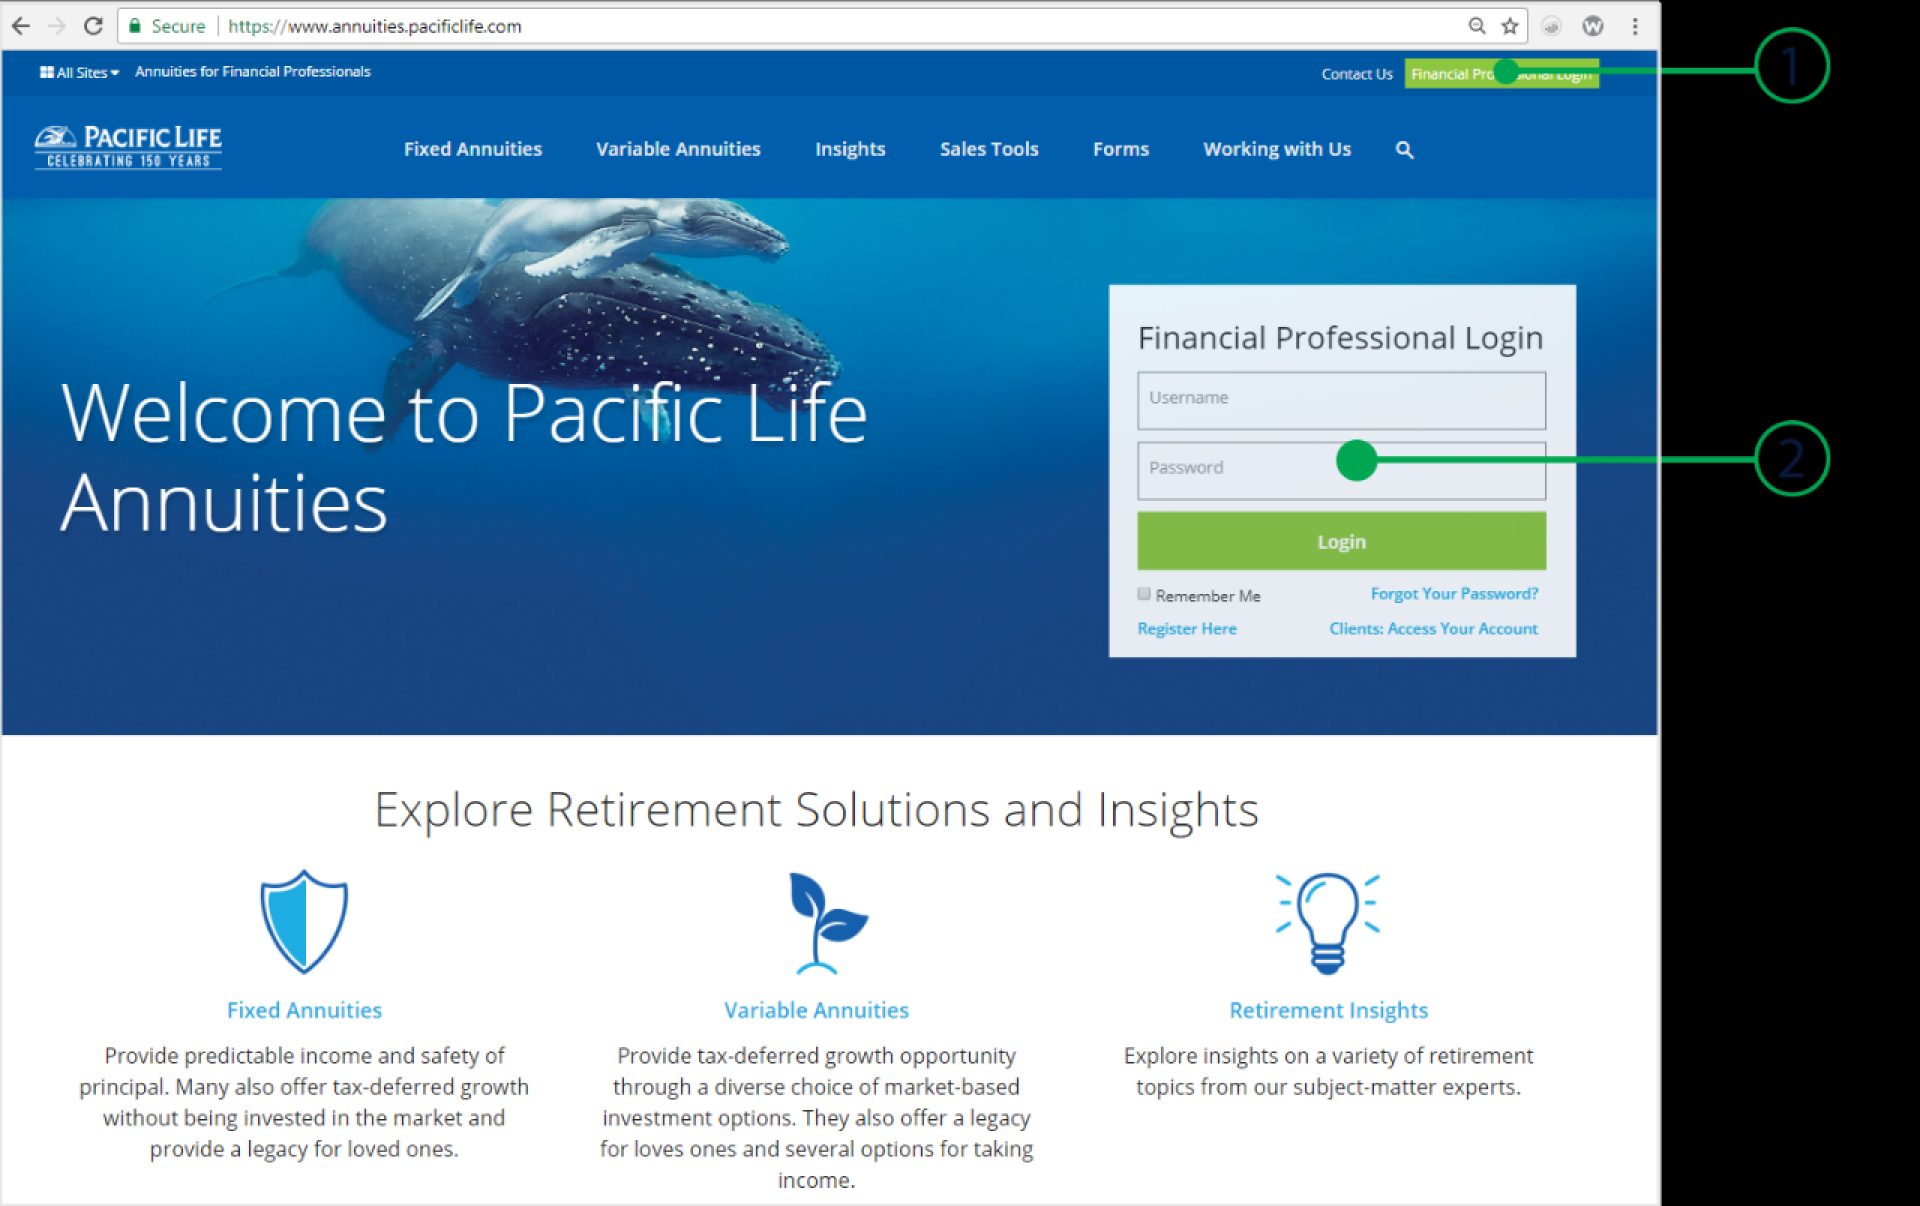 Secure https://www.annuities.pacificlife.com
All Sites Annuities for Financial Professionals Contact Us Financial Professional Login
1
PACIFIC LIFE
CELEBRATING 150 YEARS
Fixed Annuities Variable Annuities Insights Sales Tools Forms Working with Us
Financial Professional Login
Username
Welcome to Pacific Life
Annuities
Password
2
Login
Remember Me Forgot Your Password?
Register Here Clients: Access Your Account
Explore Retirement Solutions and Insights
Fixed Annuities
Provide predictable income and safety of
principal. Many also offer tax-deferred growth
without being invested in the market and
provide a legacy for loved ones.
Variable Annuities
Provide tax-deferred growth opportunity
through a diverse choice of market-based
investment options. They also offer a legacy
for loves ones and several options for taking
income.
Retirement Insights
Explore insights on a variety of retirement
topics from our subject-matter experts.